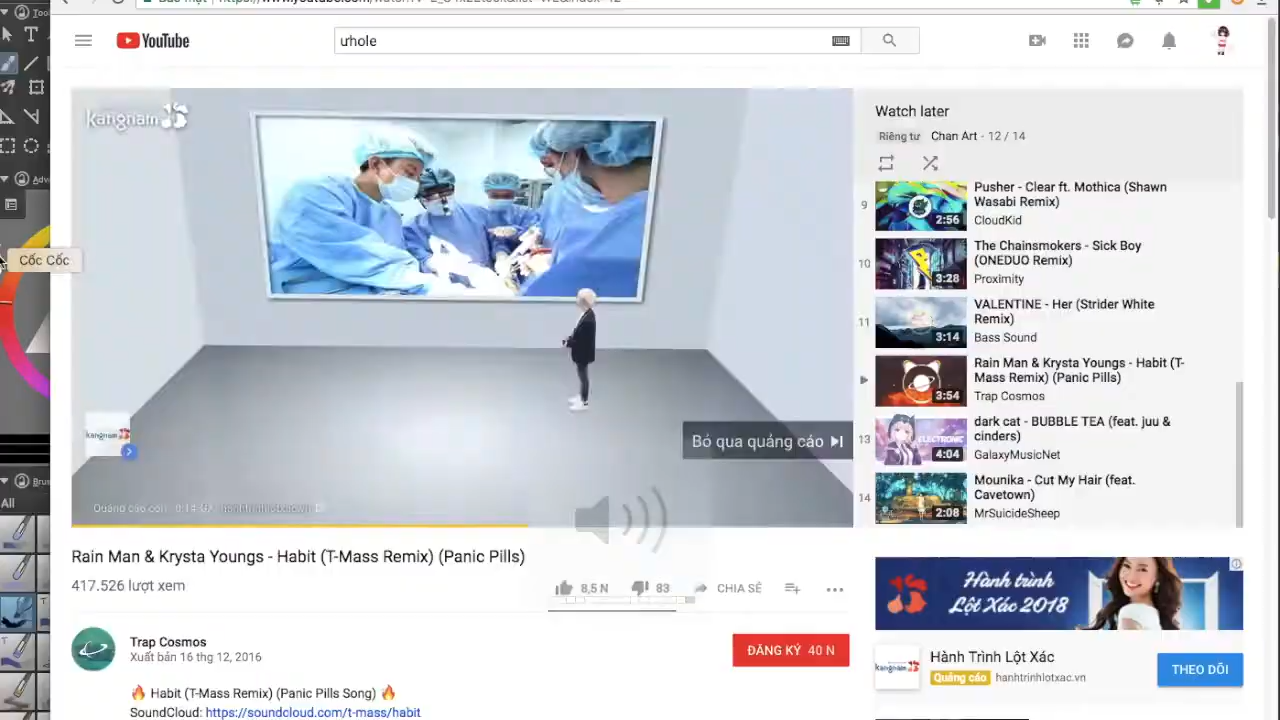 YouTube
ưhole
kangnam
Watch later
Riêng tư Chan Art - 12 / 14
9
Pusher - Clear ft. Mothica (Shawn
Wasabi Remix)
CloudKid
2:56
10
The Chainsmokers - Sick Boy
(ONEDUO Remix)
Proximity
3:28
11
VALENTINE - Her (Strider White
Remix)
Bass Sound
3:14
Rain Man & Krysta Youngs - Habit (T-
Mass Remix) (Panic Pills)
Trap Cosmos
3:54
13
dark cat - BUBBLE TEA (feat. juu &
cinders)
GalaxyMusicNet
ELECTRONIC
4:04
14
Mounika - Cut My Hair (feat.
Cavetown)
MrSuicideSheep
2:08
Cốc Cốc
All
kangnam
Bỏ qua quảng cáo
Rain Man & Krysta Youngs - Habit (T-Mass Remix) (Panic Pills)
417.526 lượt xem
8,5 N 83 CHIA SẺ
Trap Cosmos
Xuất bản 16 thg 12, 2016
ĐĂNG KÝ 40 N
🔥 Habit (T-Mass Remix) (Panic Pills Song) 🔥
SoundCloud: https://soundcloud.com/t-mass/habit
Hành trình
Lột Xác 2018
kangnam
Hành Trình Lột Xác
Quảng cáo hanhtrinhlotxac.vn
THEO DÕI